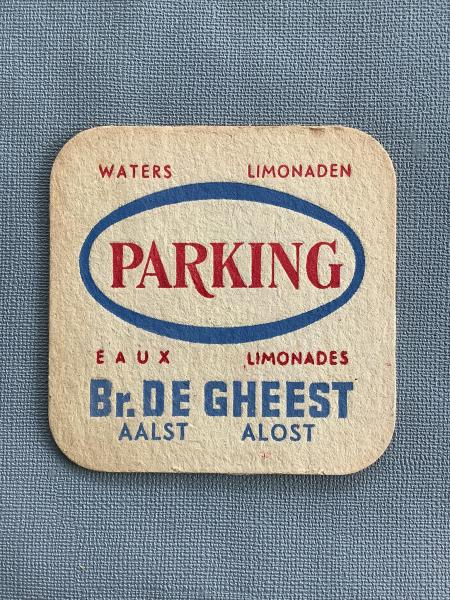 WATERS LIMONADEN
PARKING
EAUX LIMONADES
Br. DE GHEEST
AALST ALOST